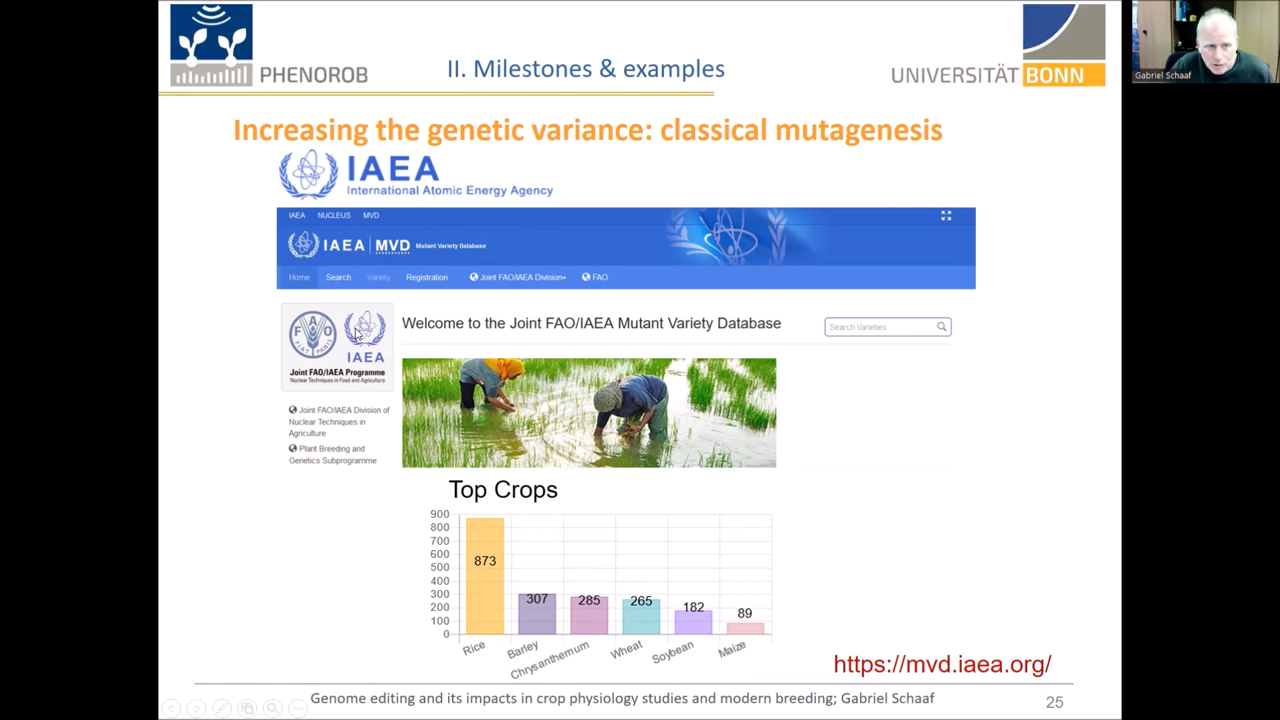 PHENOROB
II. Milestones & examples
UNIVERSITÄT BONN
Gabriel Schaaf
Increasing the genetic variance: classical mutagenesis
IAEA
International Atomic Energy Agency
IAEA NUCLEUS MVD
IAEA MVD Mutant Variety Database
Home Search Variety Registration Joint FAO/IAEA Division FAO
FAO
FIAT PANIS
IAEA
Joint FAO/IAEA Programme
Nuclear Techniques in Food and Agriculture
Welcome to the Joint FAO/IAEA Mutant Variety Database
Search Varieties
Joint FAO/IAEA Division of
Nuclear Techniques in
Agriculture
Plant Breeding and
Genetics Subprogramme
Top Crops
900
800
700
600
500
400
300
200
100
0
873
307
285
265
182
89
Rice
Barley
Chrysanthemum
Wheat
Soybean
Maize
https://mvd.iaea.org/
Genome editing and its impacts in crop physiology studies and modern breeding; Gabriel Schaaf
25